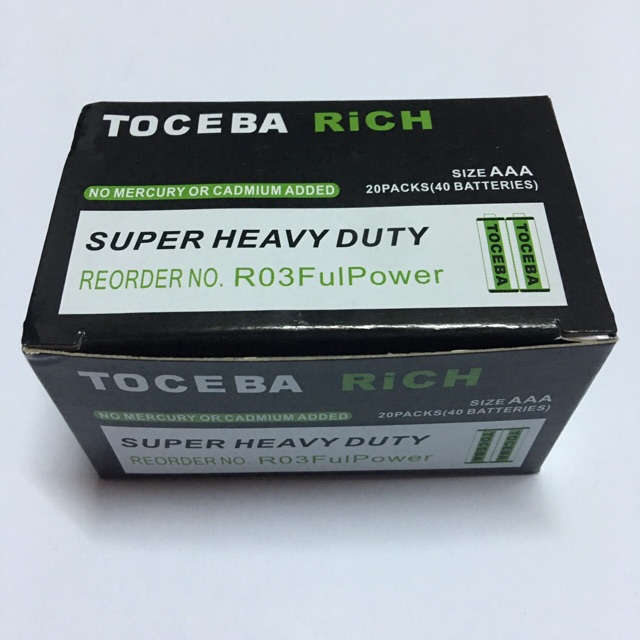 TOCEBA RiCH
SIZE AAA
NO MERCURY OR CADMIUM ADDED
20PACKS(40 BATTERIES)
SUPER HEAVY DUTY
REORDER NO. R03FulPower
TOCEBA
TOCEBA
TOCEBA RiCH
SIZE AAA
NO MERCURY OR CADMIUM ADDED
20PACKS(40 BATTERIES)
SUPER HEAVY DUTY
REORDER NO. R03FulPower
TOCEBA
TOCEBA